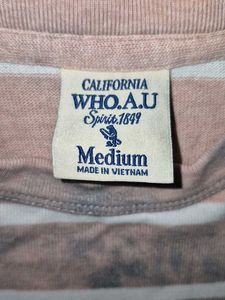 CALIFORNIA
WHO.A.U
Spirit.1849
Medium
MADE IN VIETNAM